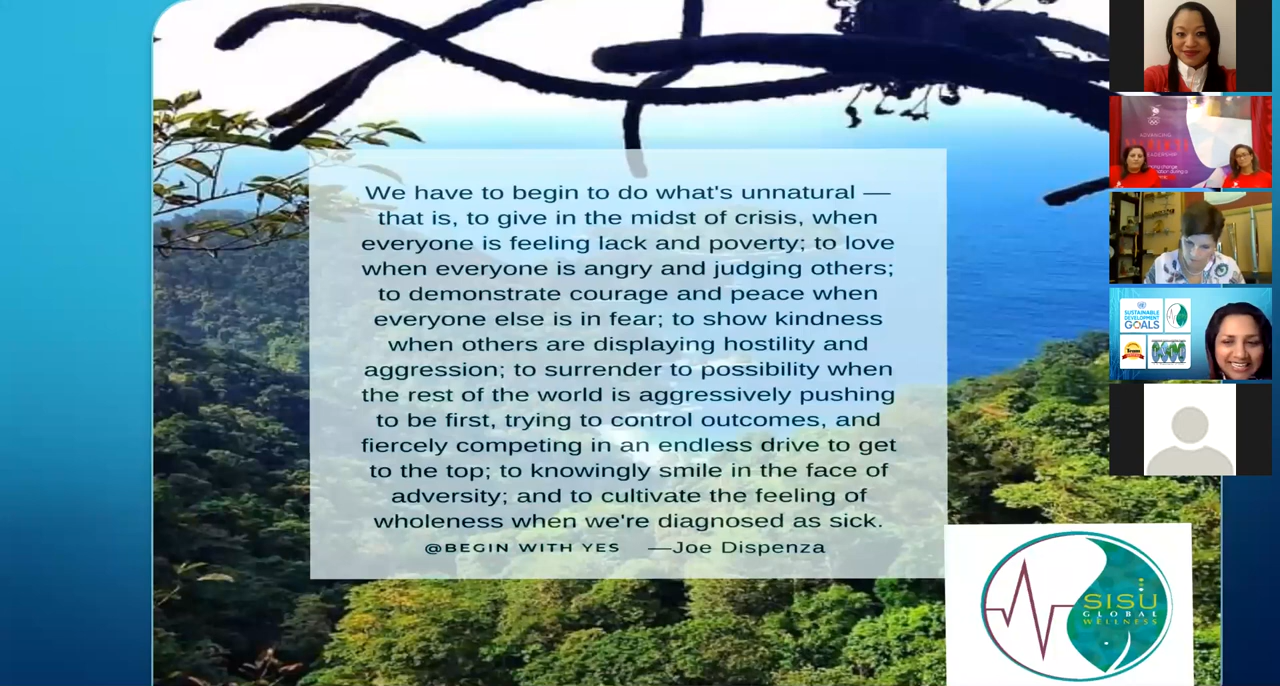 We have to begin to do what's unnatural —
that is, to give in the midst of crisis, when
everyone is feeling lack and poverty; to love
when everyone is angry and judging others;
to demonstrate courage and peace when
everyone else is in fear; to show kindness
when others are displaying hostility and
aggression; to surrender to possibility when
the rest of the world is aggressively pushing
to be first, trying to control outcomes, and
fiercely competing in an endless drive to get
to the top; to knowingly smile in the face of
adversity; and to cultivate the feeling of
wholeness when we're diagnosed as sick.
@BEGIN WITH YES —Joe Dispenza
SISU
GLOBAL
WELLNESS
ADVANCING
SUSTAINABLE
DEVELOPMENT
GOALS